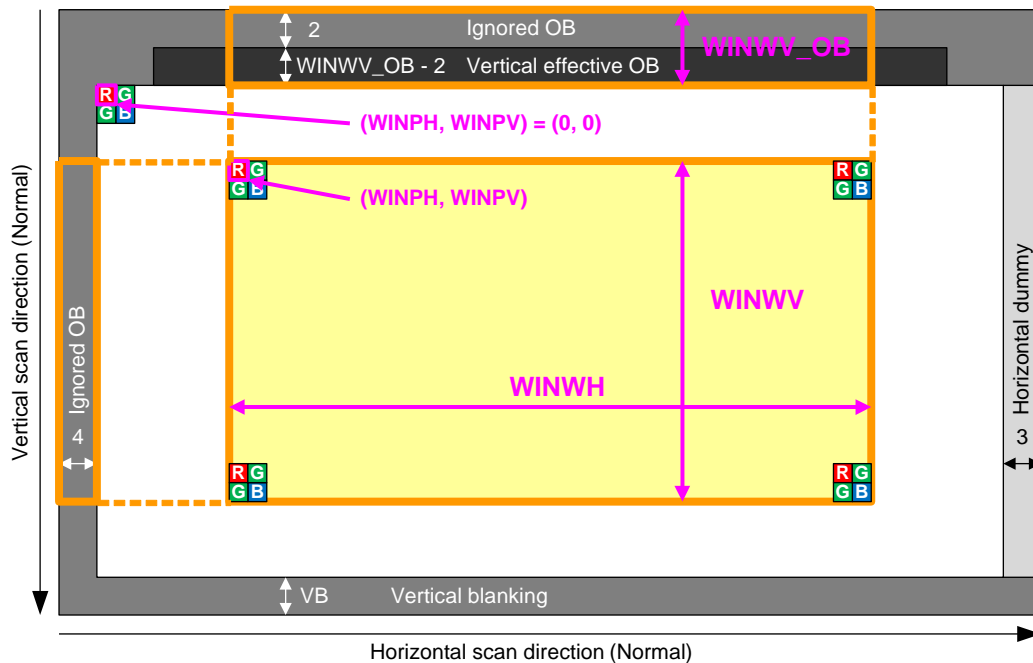 2 Ignored OB
WINWV_OB
WINWV_OB - 2 Vertical effective OB
R G
G B
(WINPH, WINPV) = (0, 0)
R G
G B
R G
G B
(WINPH, WINPV)
Vertical scan direction (Normal)
WINWV
Ignored OB
4
WINWH
Horizontal dummy
3
R G
G B
R G
G B
VB Vertical blanking
Horizontal scan direction (Normal)